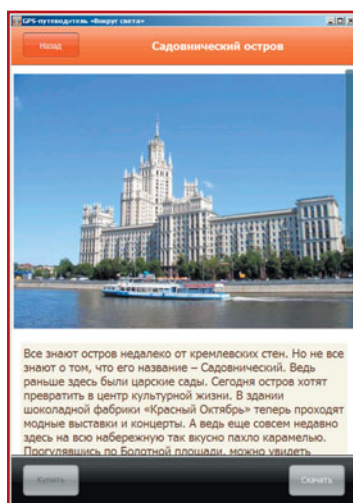 GPS-путеводитель «Вокруг света»
Назад
Садовнический остров
Все знают остров недалеко от кремлевских стен. Но не все
знают о том, что его название – Садовнический. Ведь
раньше здесь были царские сады. Сегодня остров хотят
превратить в центр культурной жизни. В здании
шоколадной фабрики «Красный Октябрь» теперь проходят
модные выставки и концерты. А ведь еще совсем недавно
здесь на всю набережную так вкусно пахло карамелью.
Прогулявшись по Болотной площади, можно увидеть
Купить
Скачать